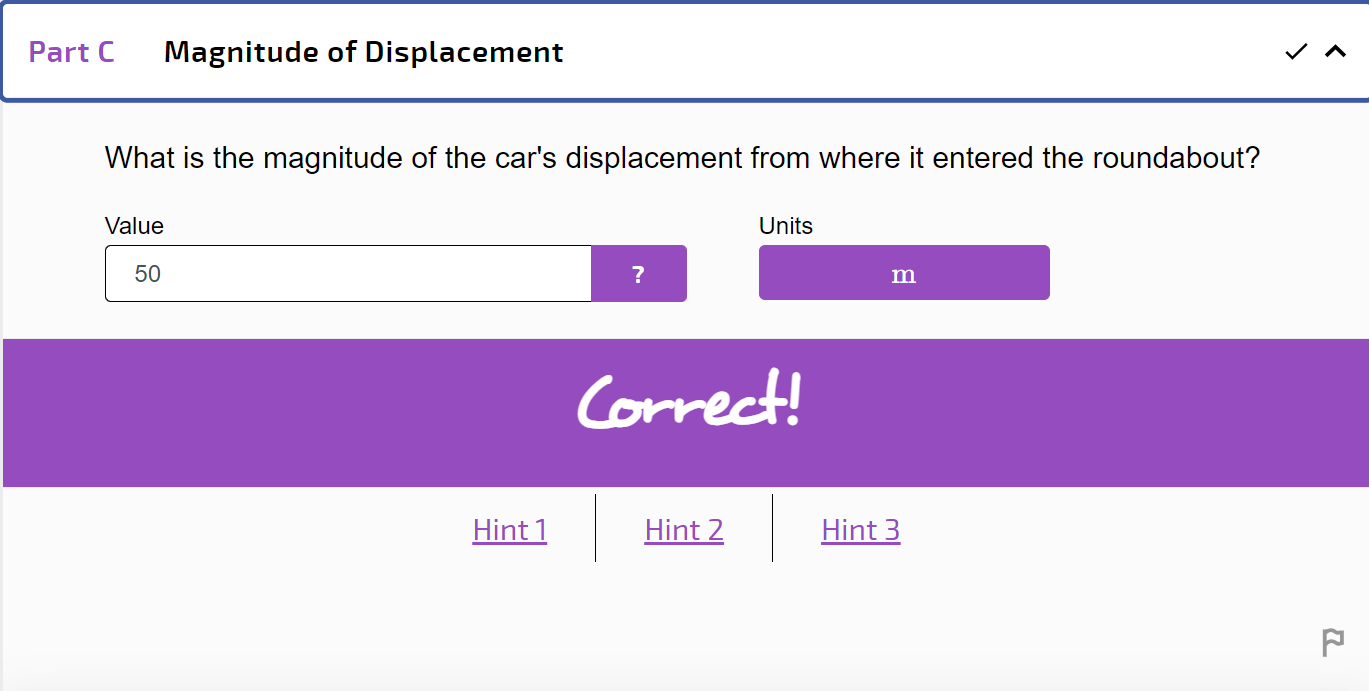 Part C Magnitude of Displacement
What is the magnitude of the car's displacement from where it entered the roundabout?
Value Units
50 ? m
Correct!
Hint 1 Hint 2 Hint 3